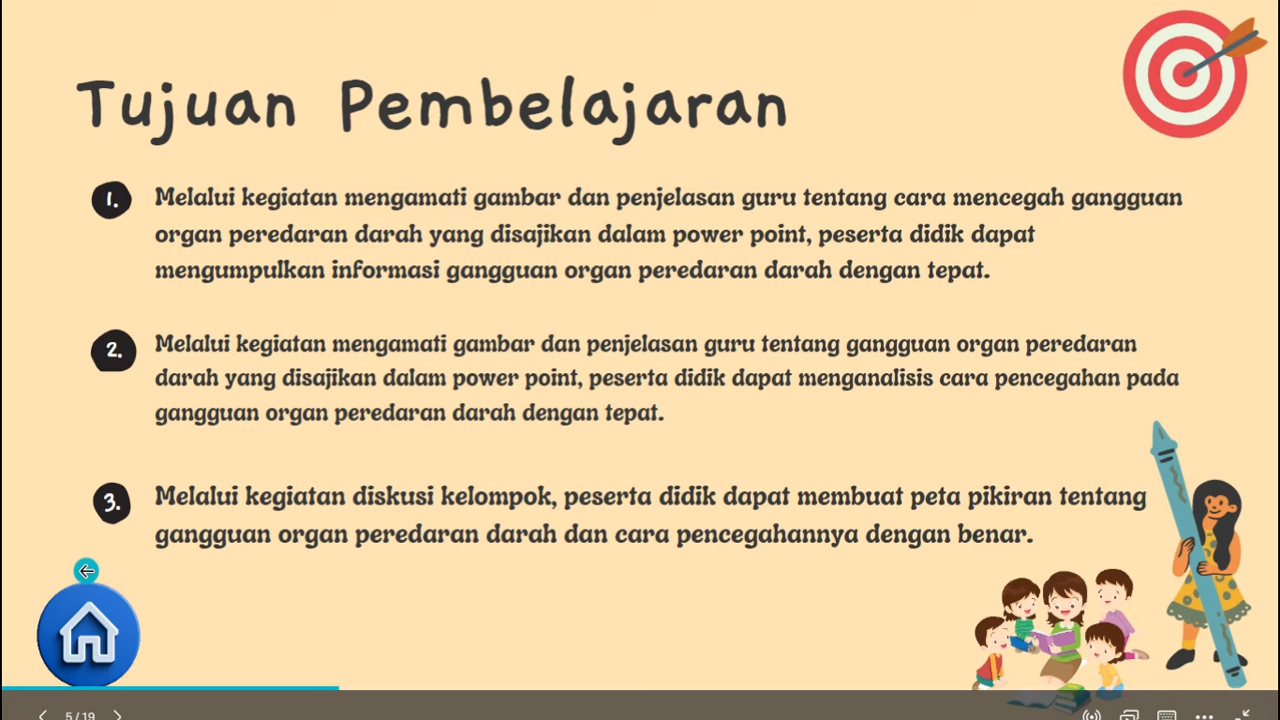 Tujuan Pembelajaran
1. Melalui kegiatan mengamati gambar dan penjelasan guru tentang cara mencegah gangguan
organ peredaran darah yang disajikan dalam power point, peserta didik dapat
mengumpulkan informasi gangguan organ peredaran darah dengan tepat.
2. Melalui kegiatan mengamati gambar dan penjelasan guru tentang gangguan organ peredaran
darah yang disajikan dalam power point, peserta didik dapat menganalisis cara pencegahan pada
gangguan organ peredaran darah dengan tepat.
3. Melalui kegiatan diskusi kelompok, peserta didik dapat membuat peta pikiran tentang
gangguan organ peredaran darah dan cara pencegahannya dengan benar.
5 / 19